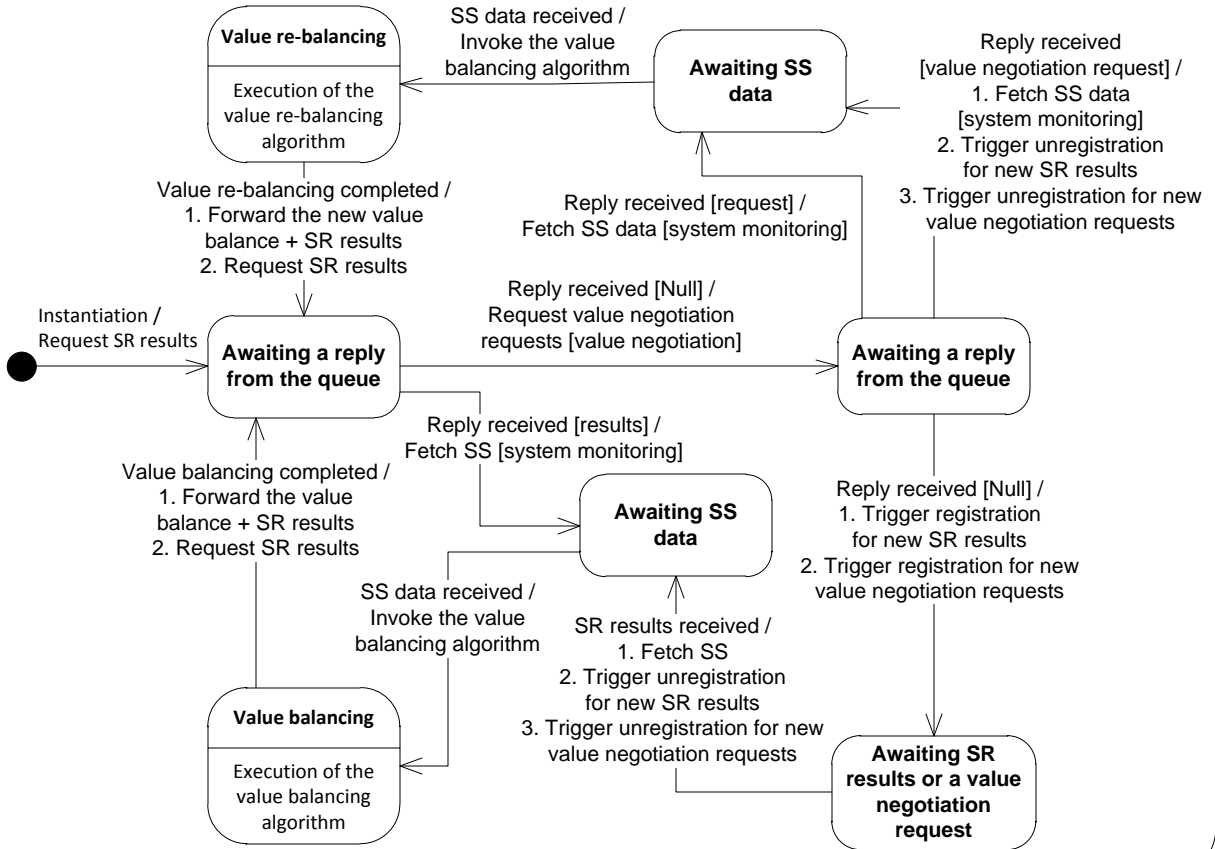 Value re-balancing
Execution of the
value re-balancing
algorithm
SS data received /
Invoke the value
balancing algorithm
Awaiting SS
data
Reply received
[value negotiation request] /
1. Fetch SS data
[system monitoring]
2. Trigger unregistration
for new SR results
3. Trigger unregistration for new
value negotiation requests
Value re-balancing completed /
1. Forward the new value
balance + SR results
2. Request SR results
Reply received [request] /
Fetch SS data [system monitoring]
Instantiation /
Request SR results
Awaiting a reply
from the queue
Reply received [Null] /
Request value negotiation
requests [value negotiation]
Awaiting a reply
from the queue
Reply received [results] /
Fetch SS [system monitoring]
Value balancing completed /
1. Forward the value
balance + SR results
2. Request SR results
Awaiting SS
data
Reply received [Null] /
1. Trigger registration
for new SR results
2. Trigger registration for new
value negotiation requests
SS data received /
Invoke the value
balancing algorithm
SR results received /
1. Fetch SS
2. Trigger unregistration
for new SR results
3. Trigger unregistration for new
value negotiation requests
Value balancing
Execution of the
value balancing
algorithm
Awaiting SR
results or a value
negotiation
request